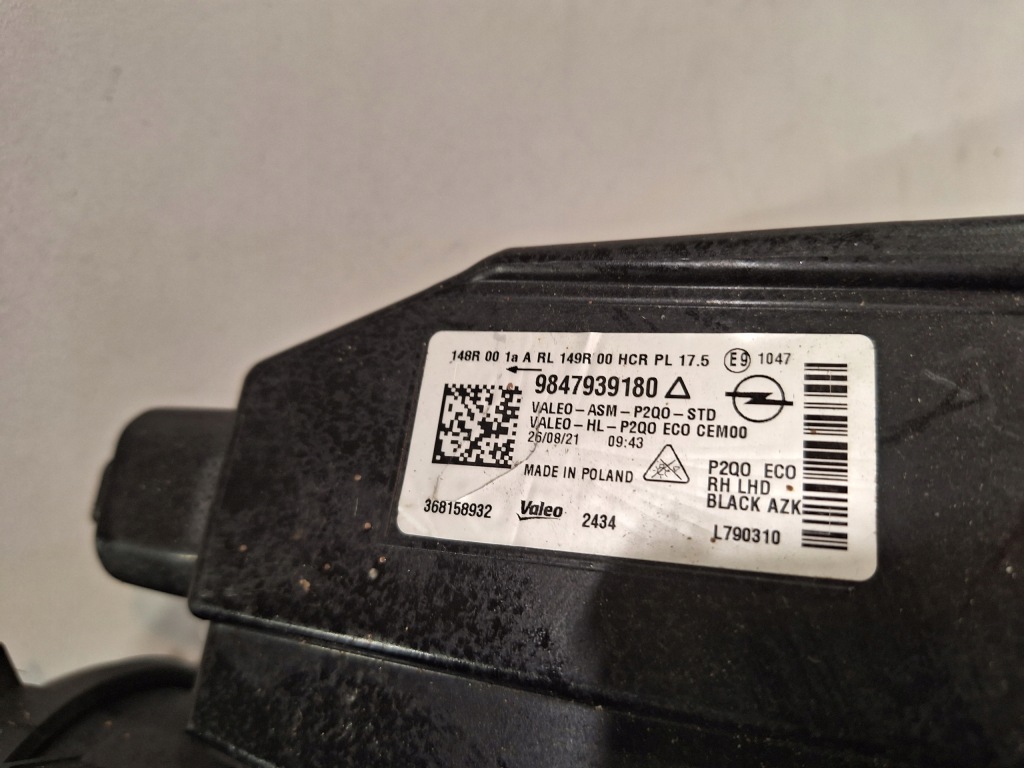 148R 00 1a A RL 149R 00 HCR PL 17.5 E9 1047
9847939180
VALEO-ASM-P2QO-STD
VALEO-HL-P2QO ECO CEM00
26/08/21 09:43
MADE IN POLAND
P2QO ECO
RH LHD
BLACK AZK
368158932 Valeo 2434 L790310